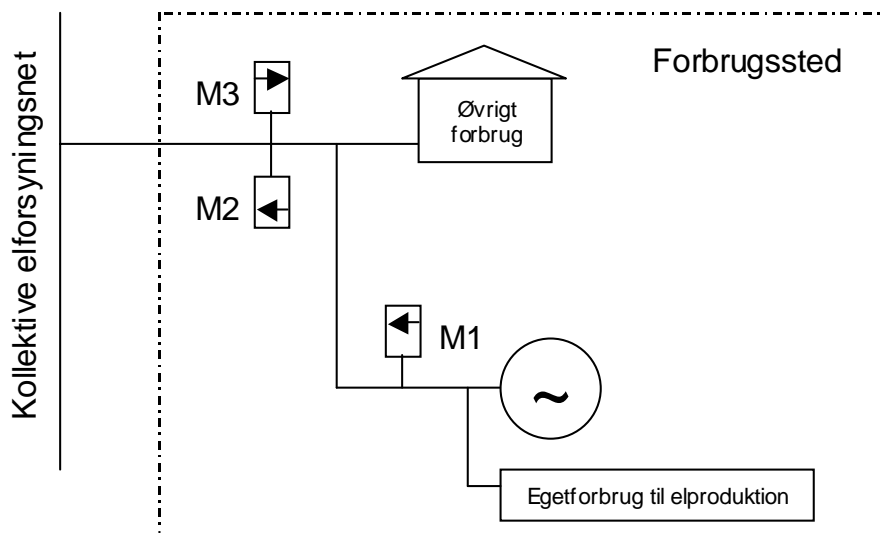 Kollektive elforsyningsnet
Forbrugssted
M3
Øvrigt
forbrug
M2
M1
~
Egetforbrug til elproduktion